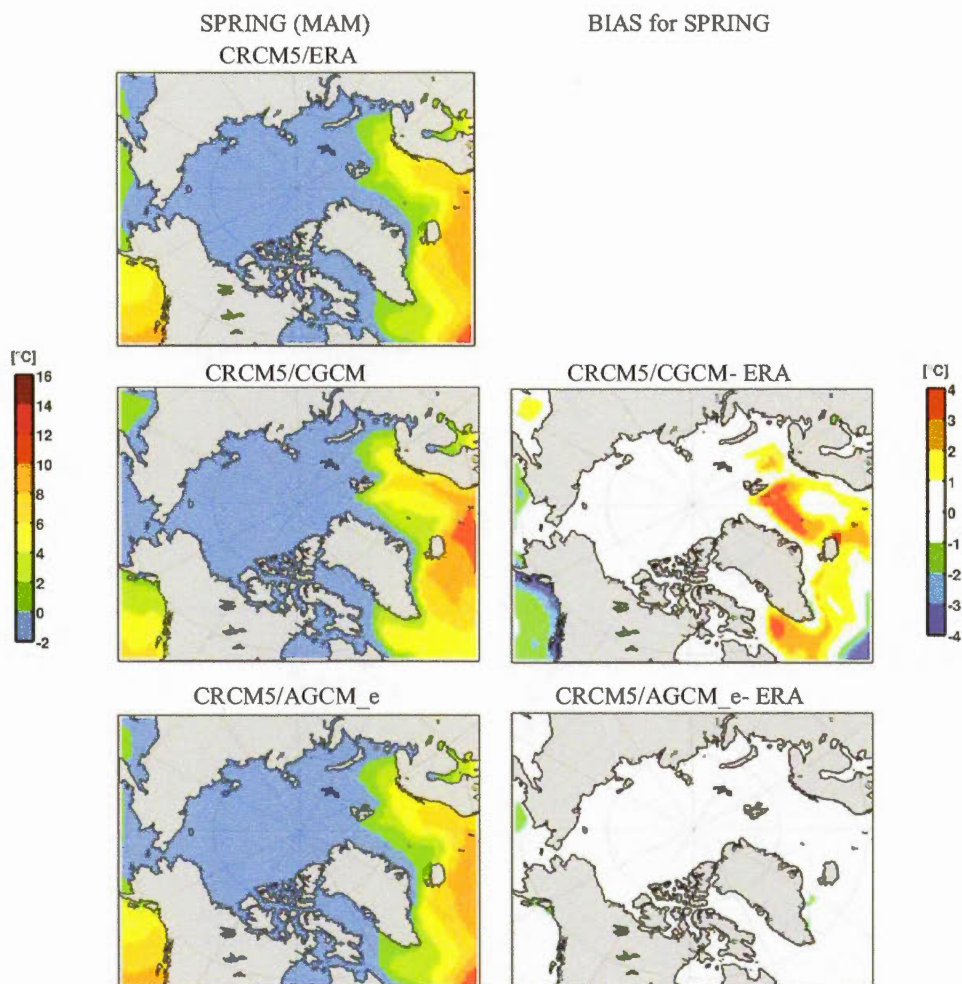 SPRING (MAM)
BIAS for SPRING
CRCM5/ERA
CRCM5/CGCM
CRCM5/CGCM- ERA
[°C]
16
14
12
10
8
6
4
2
0
-2
[ C]
4
3
2
1
0
-1
-2
-3
-4
CRCM5/AGCM_e
CRCM5/AGCM_e- ERA